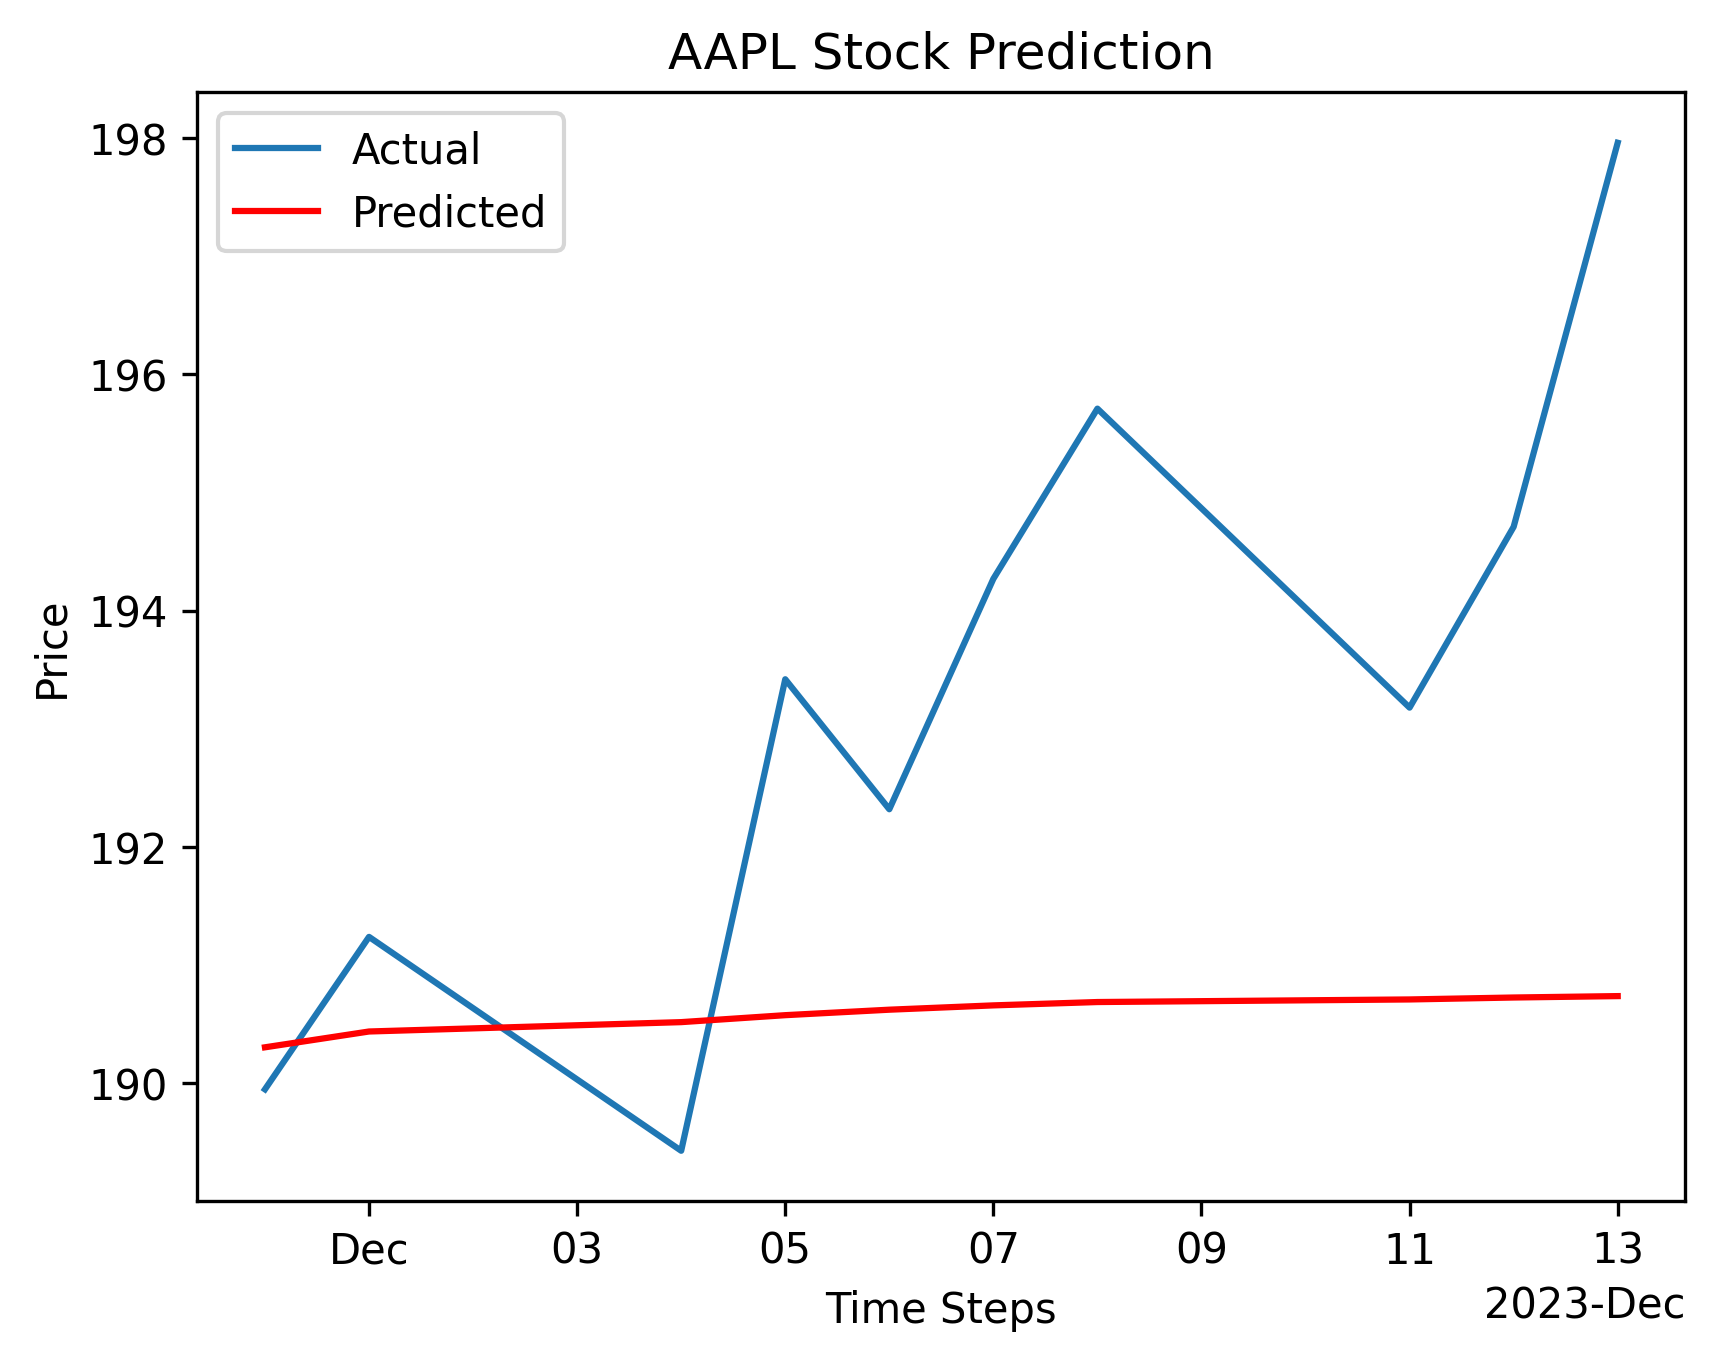 AAPL Stock Prediction
Actual
Predicted
198
196
194
192
190
Price
Dec 03 05 07 09 11 13
2023-Dec
Time Steps